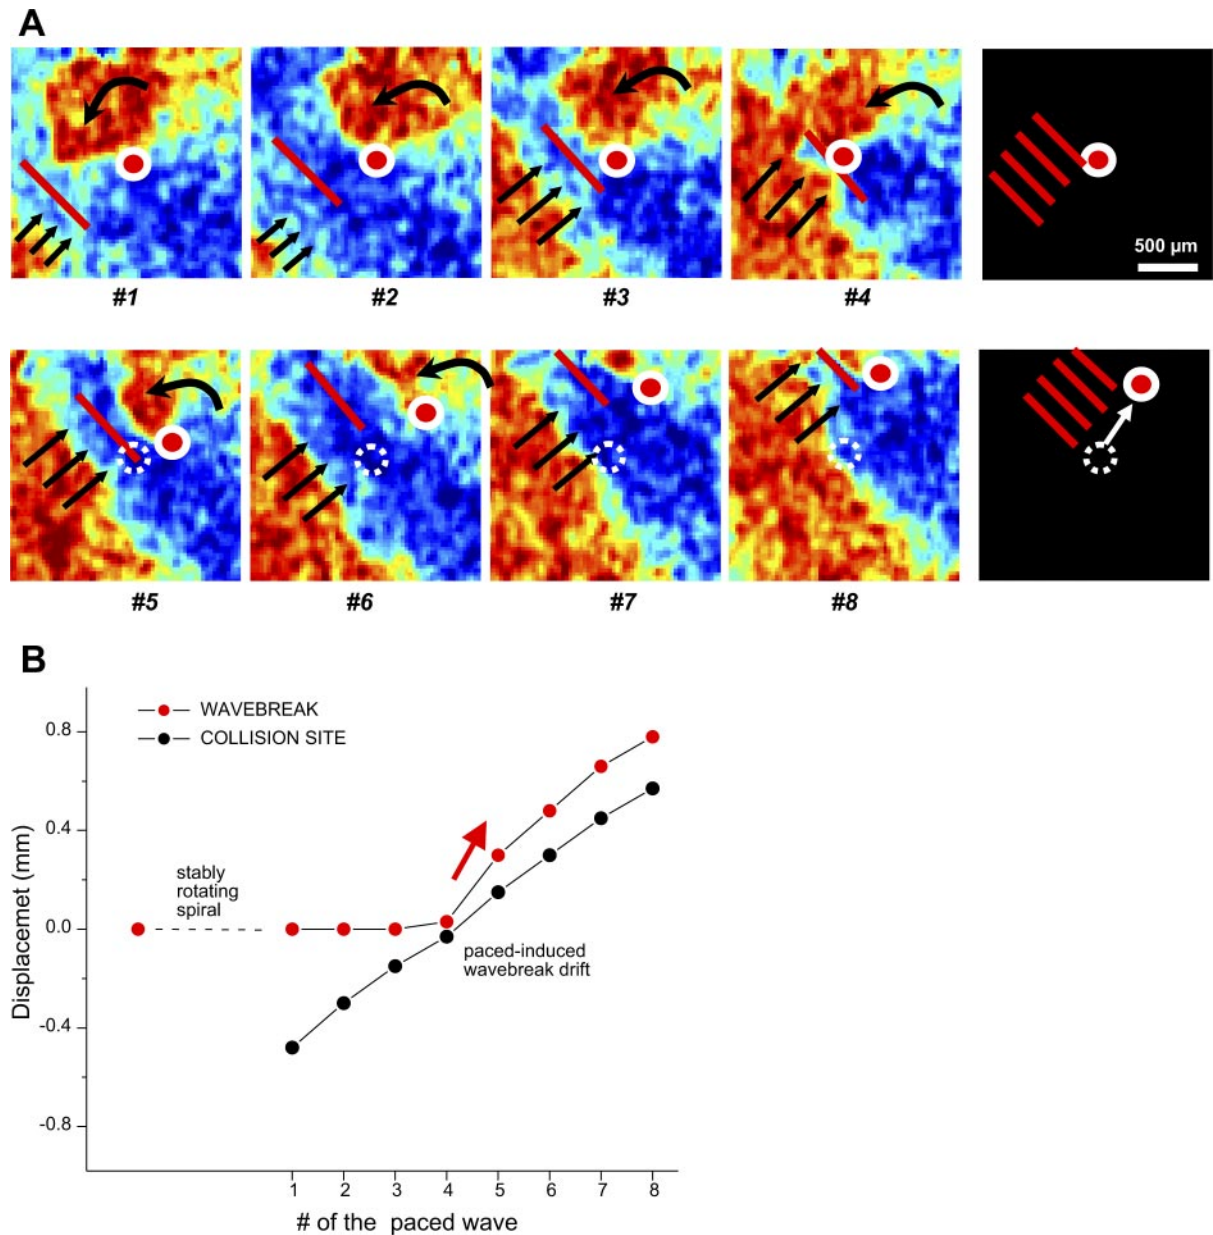 A
#1
#2
#3
#4
500 µm
#5
#6
#7
#8
B
WAVEBREAK
COLLISION SITE
0.8
0.4
0.0
-0.4
-0.8
Displacemet (mm)
stably
rotating
spiral
paced-induced
wavebreak drift
1 2 3 4 5 6 7 8
# of the paced wave